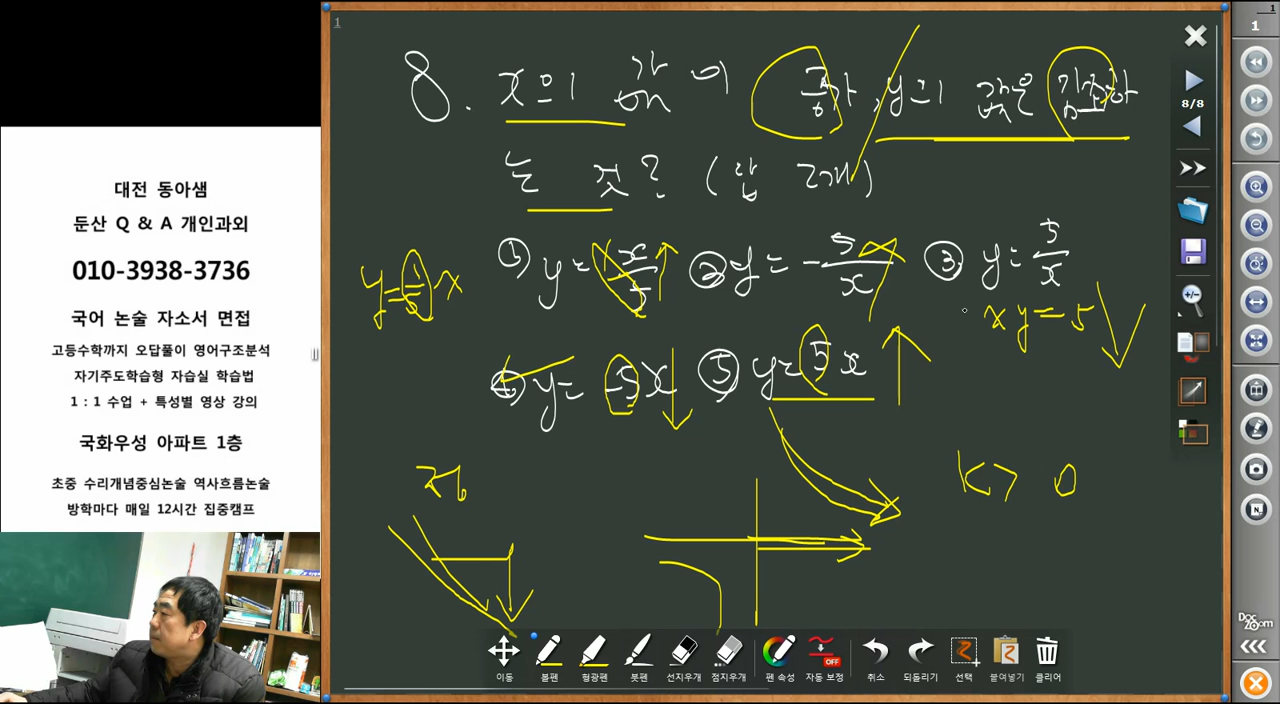 대전 동아샘
둔산 Q & A 개인과외
010-3938-3736
국어 논술 자소서 면접
고등수학까지 오답풀이 영어구조분석
자기주도학습형 자습실 학습법
1 : 1 수업 + 특성별 영상 강의
국화우성 아파트 1층
초중 수리개념중심논술 역사흐름논술
방학마다 매일 12시간 집중캠프
1
8. x의 값이 증가, y의 값은 감소하
는 것? (답 2개)
① y = x/5 ② y = -5/x ③ y = 5/x
y = 1/5 x
xy = 5
④ y = -5x ⑤ y = 5x
k > 0
8/8
1
1
이동 볼펜 형광펜 붓펜 선지우개 점지우개 펜 속성 자동 보정 OFF 취소 되돌리기 선택 붙여넣기 클리어
DocZoom